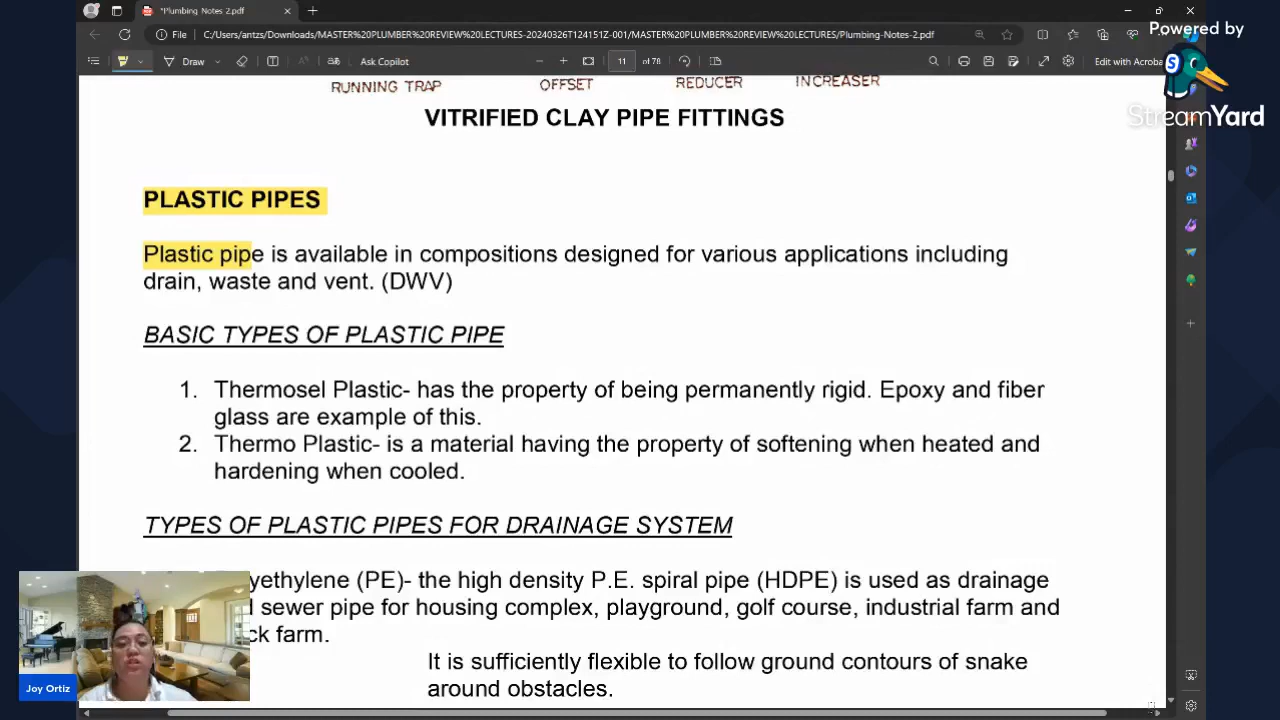 *Plumbing Notes 2.pdf
File
C:/Users/antzs/Downloads/MASTER%20PLUMBER%20REVIEW%20LECTURES-20240326T124151Z-001/MASTER%20PLUMBER%20REVIEW%20LECTURES/Plumbing-Notes-2.pdf
Powered by
StreamYard
Draw
Ask Copilot
11 of 78
Edit with Acroba
RUNNING TRAP OFFSET REDUCER INCREASER
VITRIFIED CLAY PIPE FITTINGS
PLASTIC PIPES
Plastic pipe is available in compositions designed for various applications including
drain, waste and vent. (DWV)
BASIC TYPES OF PLASTIC PIPE
1. Thermosel Plastic- has the property of being permanently rigid. Epoxy and fiber
glass are example of this.
2. Thermo Plastic- is a material having the property of softening when heated and
hardening when cooled.
TYPES OF PLASTIC PIPES FOR DRAINAGE SYSTEM
yethylene (PE)- the high density P.E. spiral pipe (HDPE) is used as drainage
sewer pipe for housing complex, playground, golf course, industrial farm and
ck farm.
It is sufficiently flexible to follow ground contours of snake
around obstacles.
Joy Ortiz